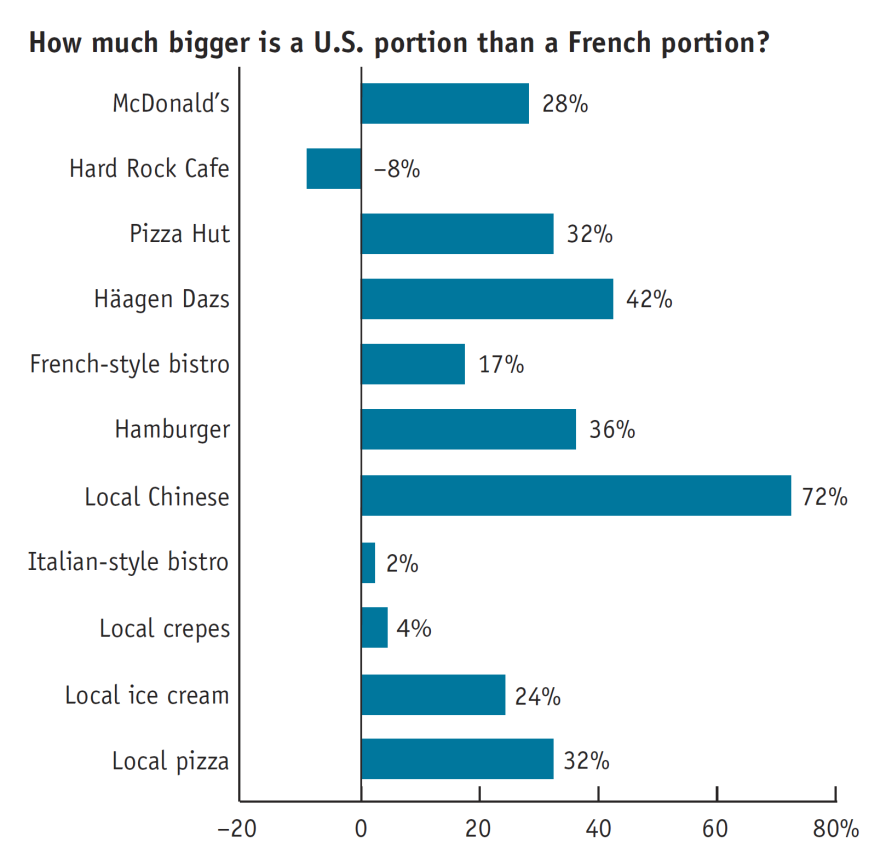 How much bigger is a U.S. portion than a French portion?
McDonald's 28%
Hard Rock Cafe –8%
Pizza Hut 32%
Häagen Dazs 42%
French-style bistro 17%
Hamburger 36%
Local Chinese 72%
Italian-style bistro 2%
Local crepes 4%
Local ice cream 24%
Local pizza 32%
–20 0 20 40 60 80%